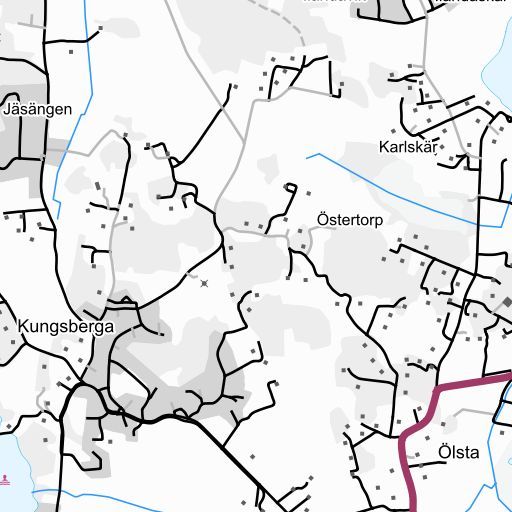 Jäsängen
Karlskär
Östertorp
Kungsberga
Ölsta